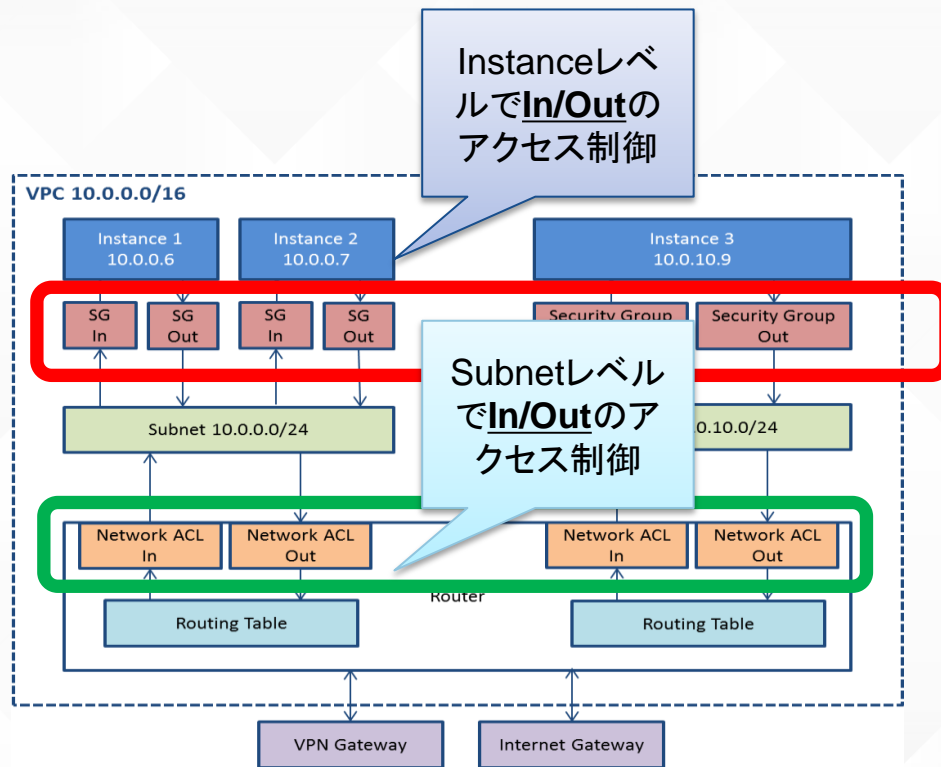 Instanceレベ
ルでIn/Outの
アクセス制御
VPC 10.0.0.0/16
Instance 1
10.0.0.6
Instance 2
10.0.0.7
Instance 3
10.0.10.9
SG
In
SG
Out
SG
In
SG
Out
Security Group
Security Group
Out
Subnetレベル
でIn/Outのア
クセス制御
Subnet 10.0.0.0/24
.10.0/24
Network ACL
In
Network ACL
Out
Network ACL
In
Network ACL
Out
Router
Routing Table
Routing Table
VPN Gateway
Internet Gateway